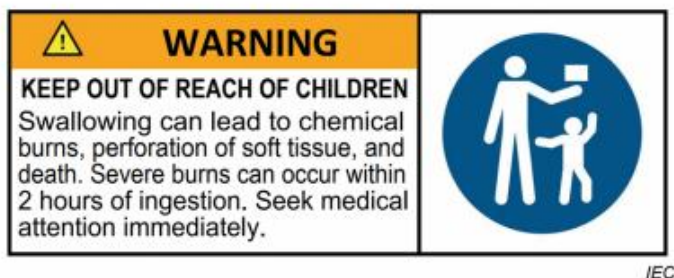 WARNING
KEEP OUT OF REACH OF CHILDREN
Swallowing can lead to chemical
burns, perforation of soft tissue, and
death. Severe burns can occur within
2 hours of ingestion. Seek medical
attention immediately.
IEC